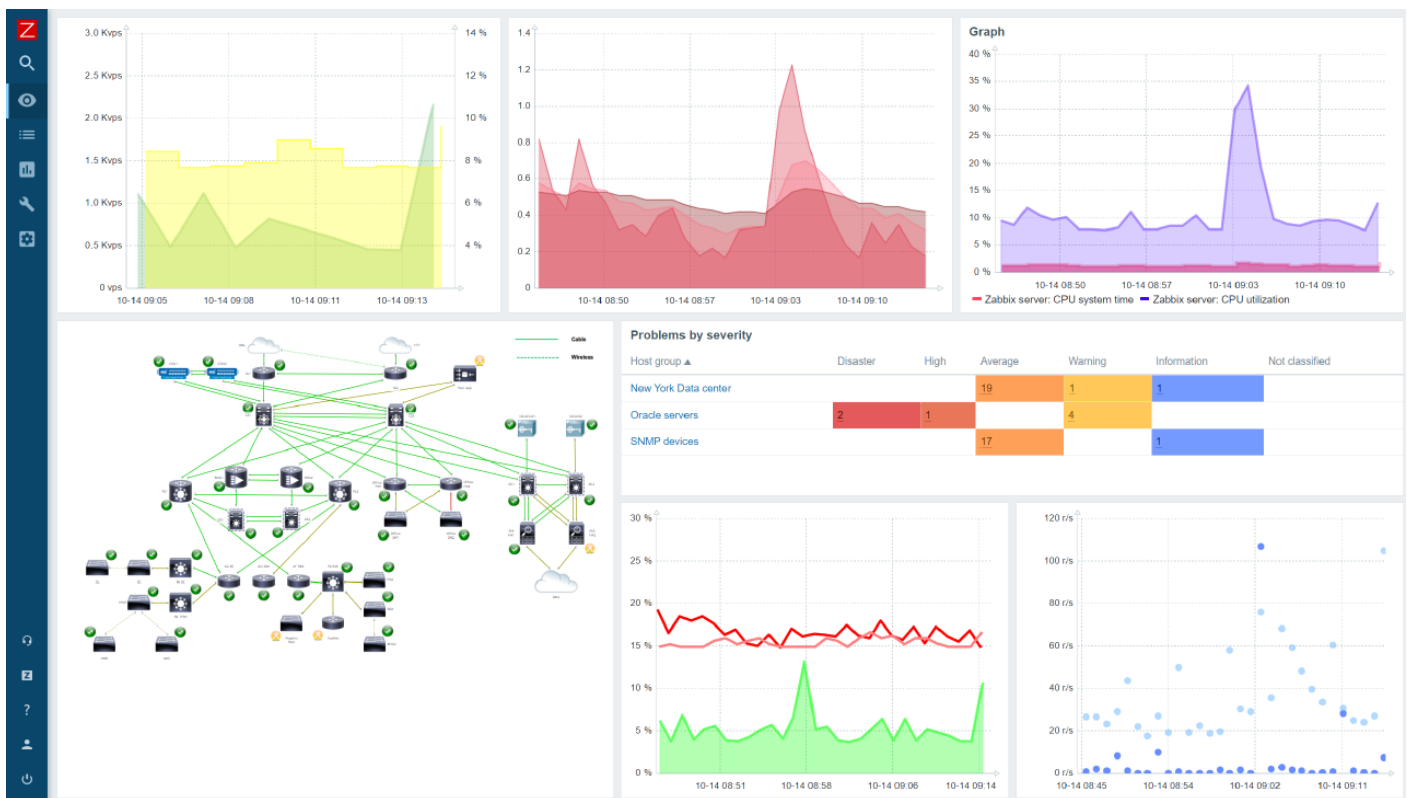 Z
3.0 Kvps
2.5 Kvps
2.0 Kvps
1.5 Kvps
1.0 Kvps
0.5 Kvps
0 vps
14 %
12 %
10 %
8 %
6 %
4 %
10-14 09:05 10-14 09:08 10-14 09:11 10-14 09:13
1.4
1.2
1.0
0.8
0.6
0.4
0.2
0
10-14 08:50 10-14 08:57 10-14 09:03 10-14 09:10
Graph
40 %
35 %
30 %
25 %
20 %
15 %
10 %
5 %
0 %
10-14 08:50 10-14 08:57 10-14 09:03 10-14 09:10
Zabbix server: CPU system time Zabbix server: CPU utilization
Cable
Wireless
Problems by severity
Host group Disaster High Average Warning Information Not classified
New York Data center 19 1 1
Oracle servers 2 1 4
SNMP devices 17 1
30 %
25 %
20 %
15 %
10 %
5 %
0 %
10-14 08:51 10-14 08:58 10-14 09:06 10-14 09:14
120 r/s
100 r/s
80 r/s
60 r/s
40 r/s
20 r/s
0 r/s
10-14 08:45 10-14 08:54 10-14 09:02 10-14 09:11
Z
?